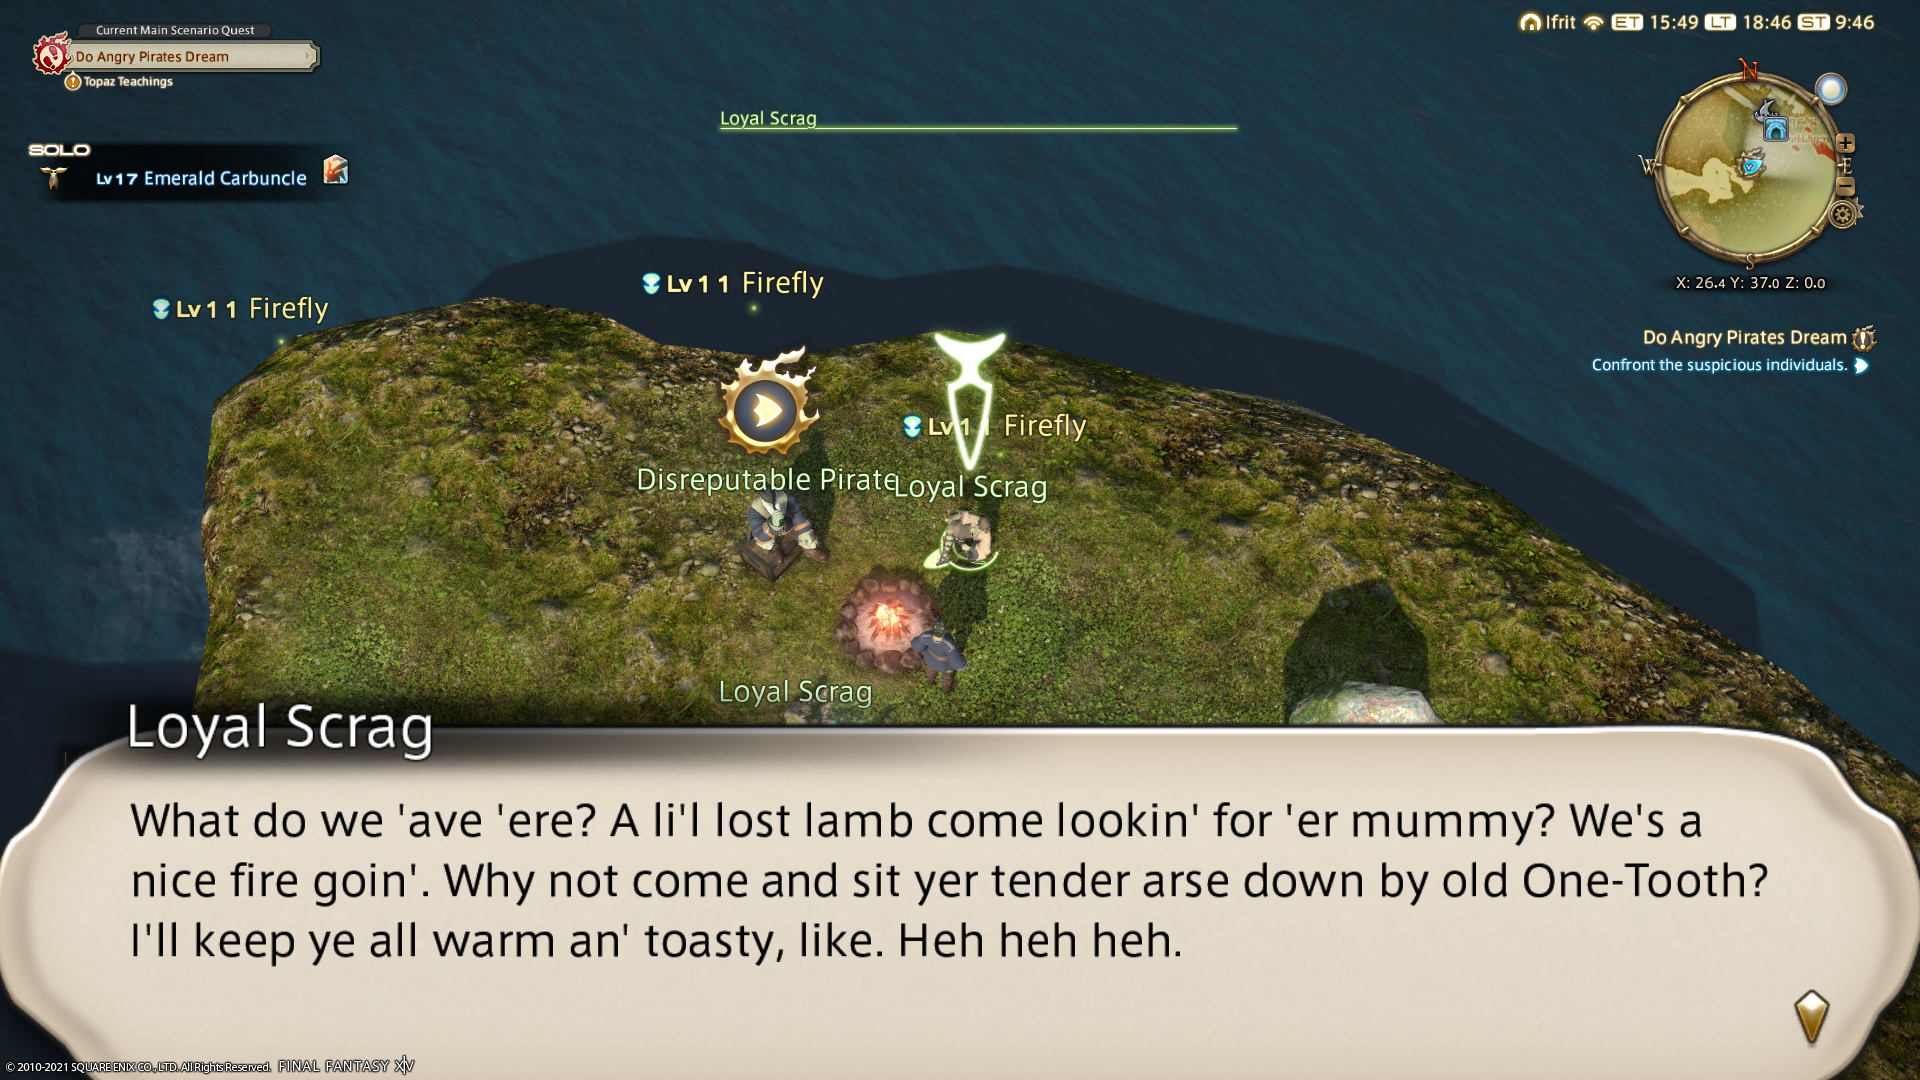 Current Main Scenario Quest
Do Angry Pirates Dream
Topaz Teachings
SOLO
Lv17 Emerald Carbuncle
Loyal Scrag
Ifrit ET 15:49 LT 18:46 ST 9:46
N
W
E
S
X: 26.4 Y: 37.0 Z: 0.0
Do Angry Pirates Dream
Confront the suspicious individuals.
Lv11 Firefly
Lv11 Firefly
Lv11 Firefly
Disreputable Pirate
Loyal Scrag
Loyal Scrag
Loyal Scrag
What do we 'ave 'ere? A li'l lost lamb come lookin' for 'er mummy? We's a
nice fire goin'. Why not come and sit yer tender arse down by old One-Tooth?
I'll keep ye all warm an' toasty, like. Heh heh heh.
© 2010-2021 SQUARE ENIX CO., LTD. All Rights Reserved. FINAL FANTASY XIV